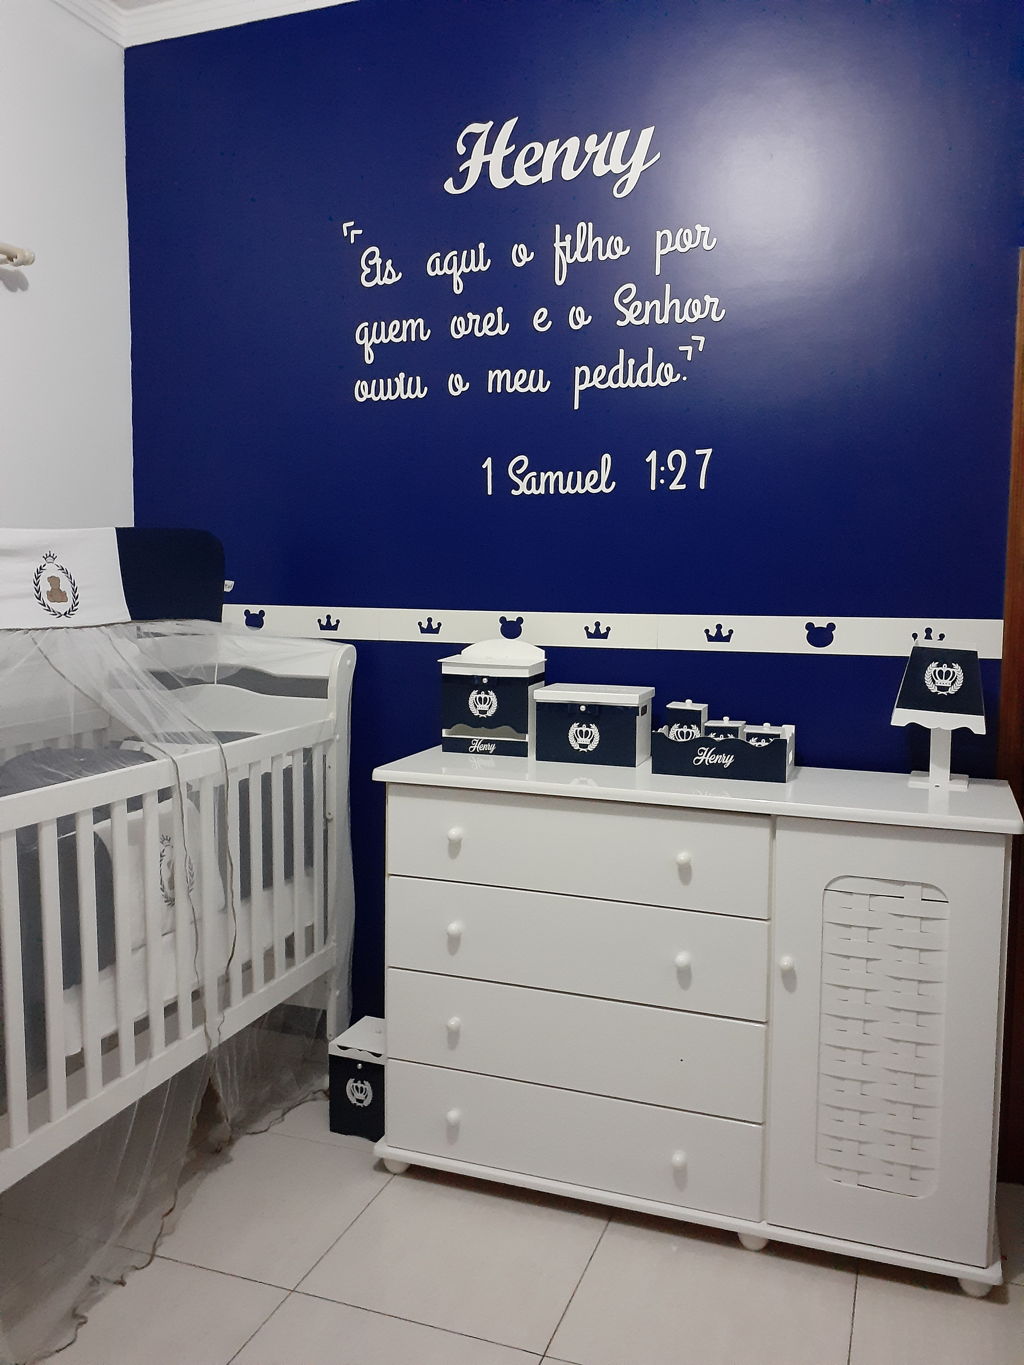 Henry
"Eis aqui o filho por
quem orei e o Senhor
ouviu o meu pedido."
1 Samuel 1:27
Henry
Henry